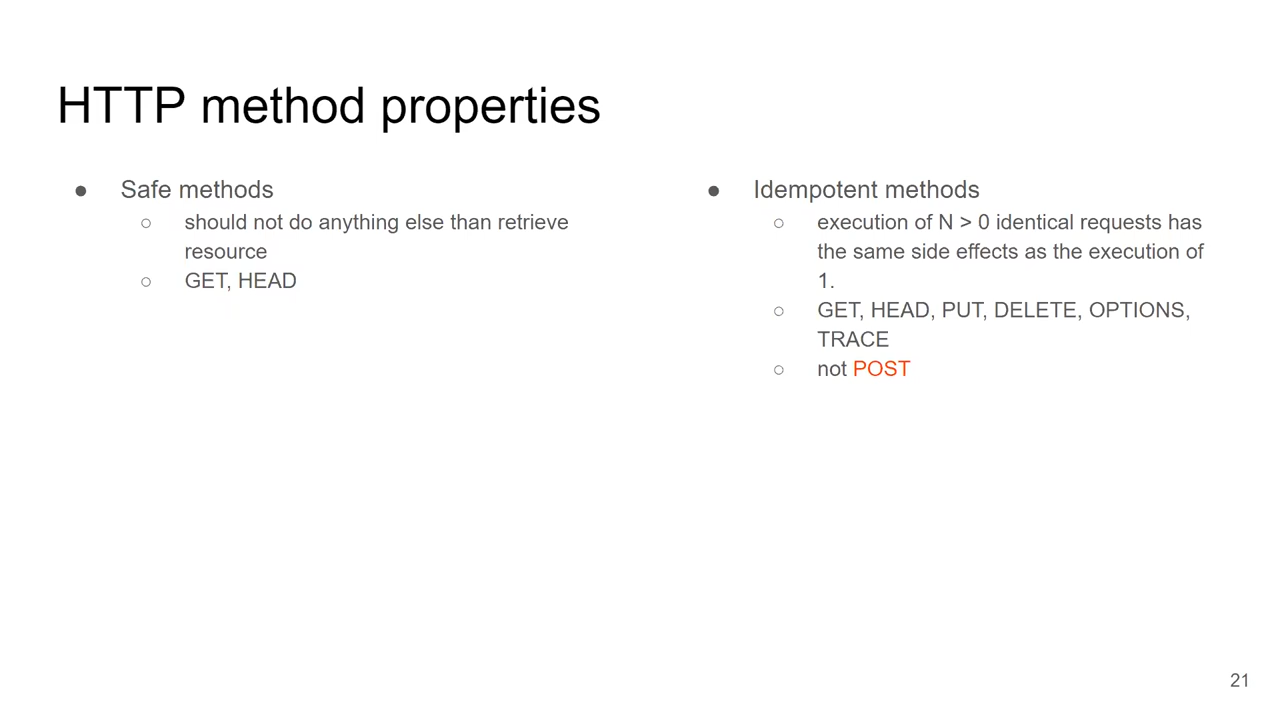 HTTP method properties
● Safe methods
○ should not do anything else than retrieve
resource
○ GET, HEAD
● Idempotent methods
○ execution of N > 0 identical requests has
the same side effects as the execution of
1.
○ GET, HEAD, PUT, DELETE, OPTIONS,
TRACE
○ not POST
21